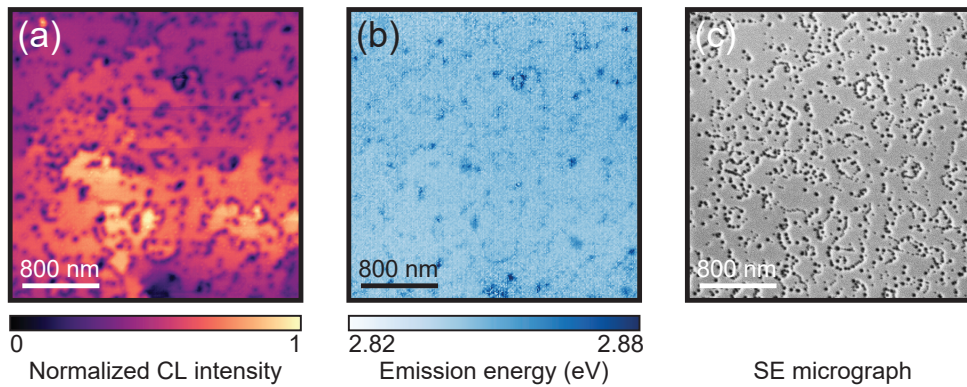 (a)
(b)
(c)
800 nm
800 nm
800 nm
0
1
2.82
2.88
Normalized CL intensity
Emission energy (eV)
SE micrograph